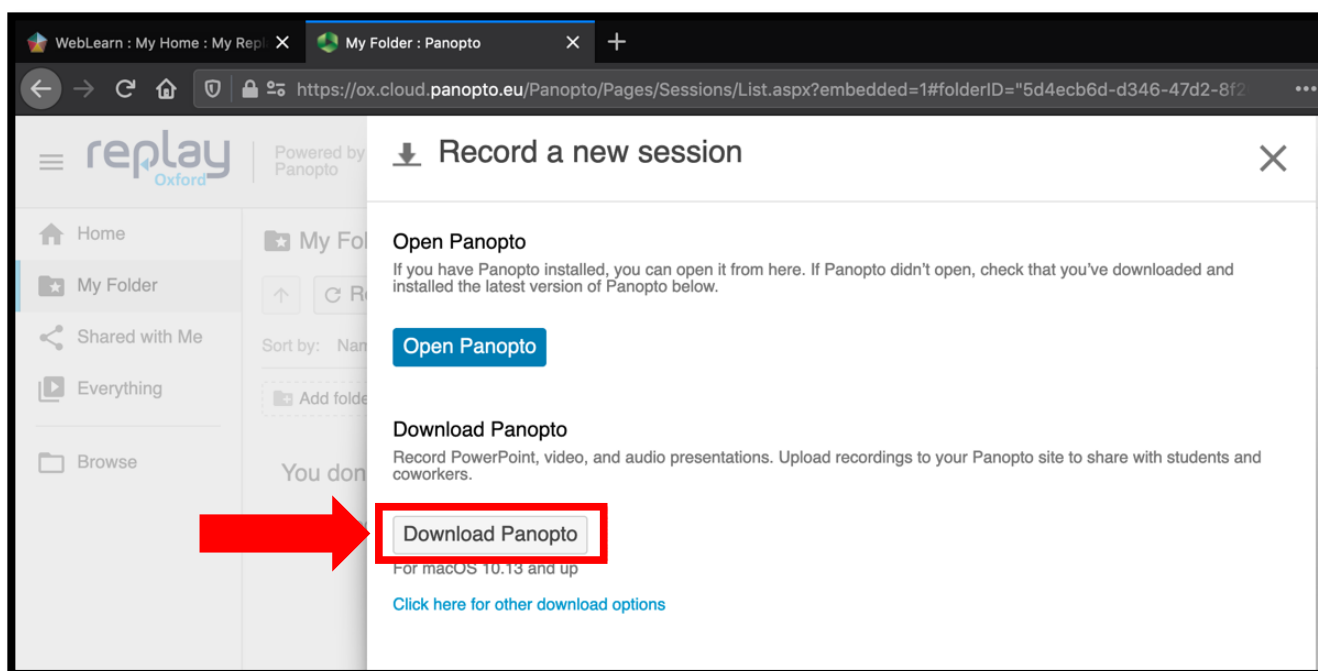 WebLearn : My Home : My Repl
My Folder : Panopto
https://ox.cloud.panopto.eu/Panopto/Pages/Sessions/List.aspx?embedded=1#folderID="5d4ecb6d-d346-47d2-8f2
replay
Oxford
Powered by
Panopto
Home
My Folder
Shared with Me
Everything
Browse
My Fol
Sort by: Nam
Add folde
You don
Record a new session
Open Panopto
If you have Panopto installed, you can open it from here. If Panopto didn't open, check that you've downloaded and
installed the latest version of Panopto below.
Open Panopto
Download Panopto
Record PowerPoint, video, and audio presentations. Upload recordings to your Panopto site to share with students and
coworkers.
Download Panopto
For macOS 10.13 and up
Click here for other download options